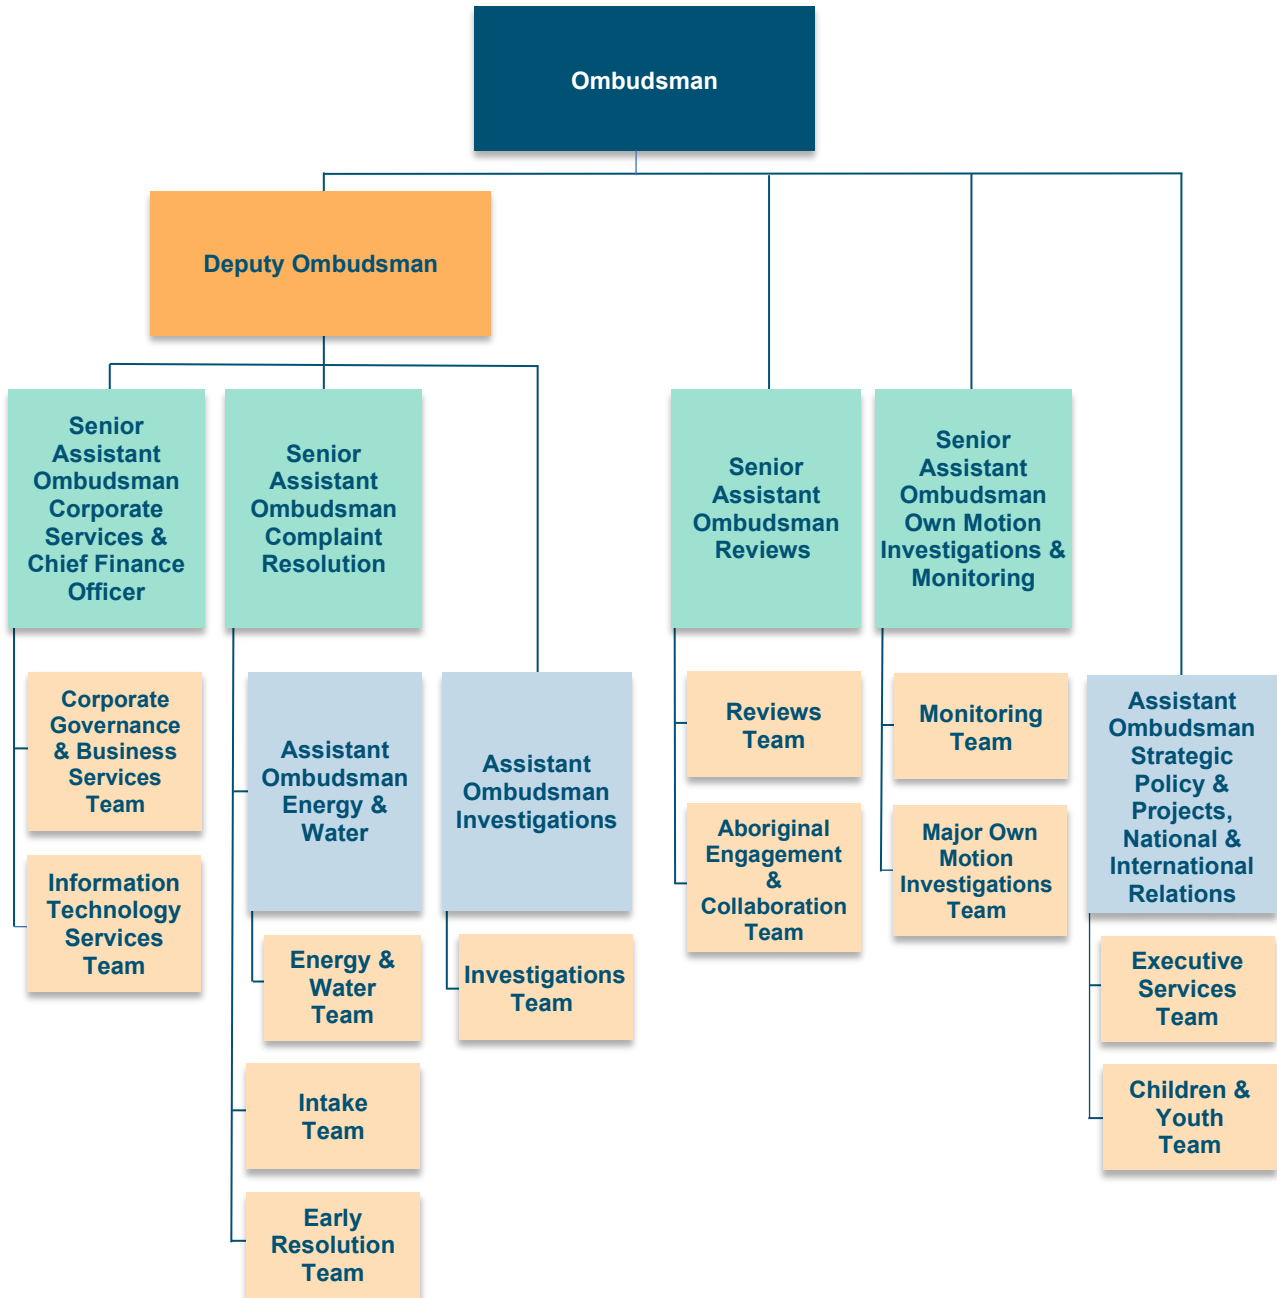 Ombudsman
Deputy Ombudsman
Senior
Assistant
Ombudsman
Corporate
Services &
Chief Finance
Officer
Senior
Assistant
Ombudsman
Complaint
Resolution
Senior
Assistant
Ombudsman
Reviews
Senior
Assistant
Ombudsman
Own Motion
Investigations &
Monitoring
Corporate
Governance
& Business
Services
Team
Information
Technology
Services
Team
Assistant
Ombudsman
Energy &
Water
Energy &
Water
Team
Intake
Team
Early
Resolution
Team
Assistant
Ombudsman
Investigations
Investigations
Team
Reviews
Team
Aboriginal
Engagement
&
Collaboration
Team
Monitoring
Team
Major Own
Motion
Investigations
Team
Assistant
Ombudsman
Strategic
Policy &
Projects,
National &
International
Relations
Executive
Services
Team
Children &
Youth
Team